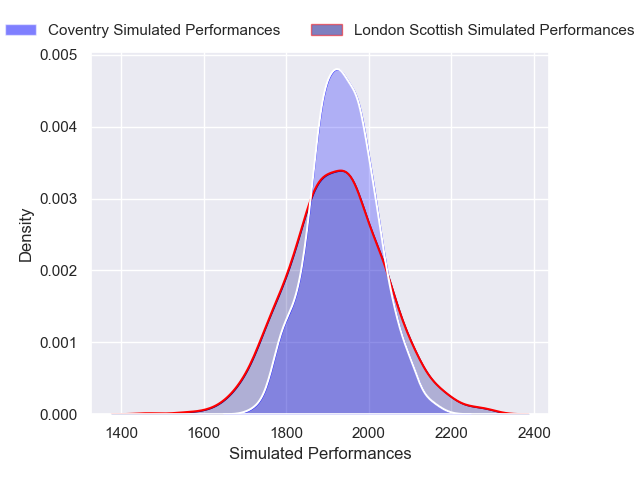 Coventry Simulated Performances London Scottish Simulated Performances
0.005
0.004
0.003
0.002
0.001
0.000
Density
1400 1600 1800 2000 2200 2400
Simulated Performances